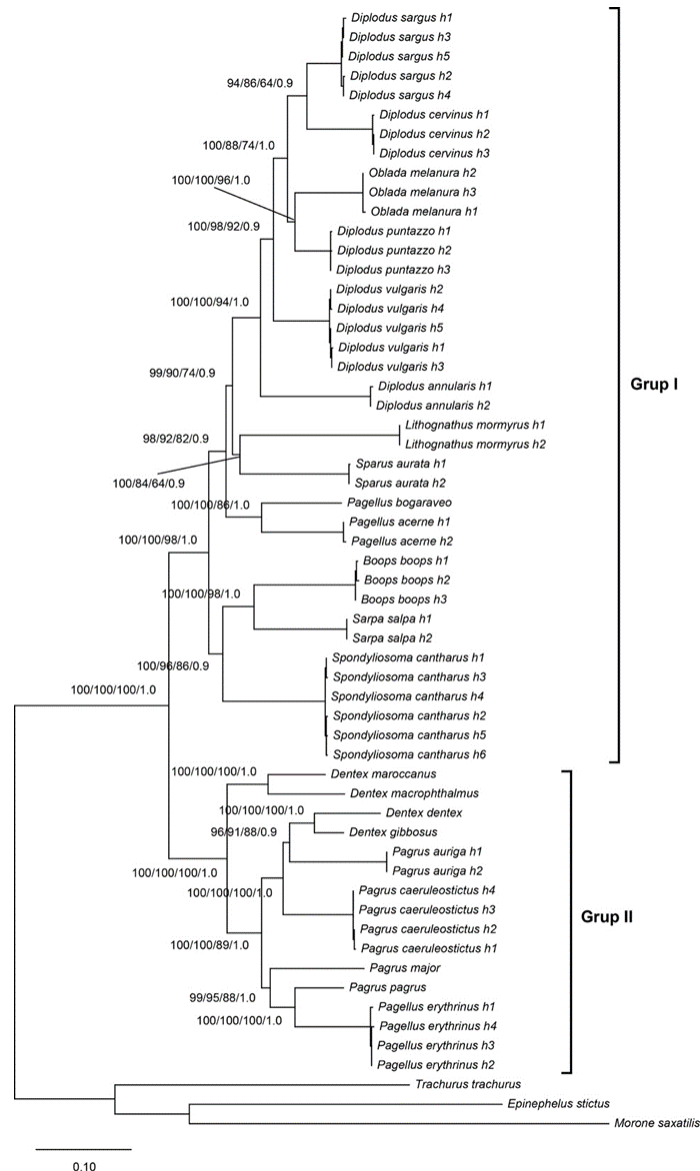 Diplodus sargus h1
Diplodus sargus h3
Diplodus sargus h5
94/86/64/0.9
Diplodus sargus h2
Diplodus sargus h4
Diplodus cervinus h1
Diplodus cervinus h2
100/88/74/1.0
Diplodus cervinus h3
Oblada melanura h2
100/100/96/1.0
Oblada melanura h3
Oblada melanura h1
100/98/92/0.9
Diplodus puntazzo h1
Diplodus puntazzo h2
Diplodus puntazzo h3
Diplodus vulgaris h2
100/100/94/1.0
Diplodus vulgaris h4
Diplodus vulgaris h5
Diplodus vulgaris h1
Diplodus vulgaris h3
99/90/74/0.9
Diplodus annularis h1
Grup I
Diplodus annularis h2
Lithognathus mormyrus h1
98/92/82/0.9
Lithognathus mormyrus h2
Sparus aurata h1
100/84/64/0.9
Sparus aurata h2
100/100/86/1.0
Pagellus bogaraveo
Pagellus acerne h1
100/100/98/1.0
Pagellus acerne h2
Boops boops h1
Boops boops h2
100/100/98/1.0
Boops boops h3
Sarpa salpa h1
Sarpa salpa h2
Spondyliosoma cantharus h1
100/96/86/0.9
Spondyliosoma cantharus h3
100/100/100/1.0
Spondyliosoma cantharus h4
Spondyliosoma cantharus h2
Spondyliosoma cantharus h5
Spondyliosoma cantharus h6
100/100/100/1.0
Dentex maroccanus
Dentex macrophthalmus
100/100/100/1.0
Dentex dentex
96/91/88/0.9
Dentex gibbosus
Pagrus auriga h1
100/100/100/1.0
Pagrus auriga h2
100/100/100/1.0
Pagrus caeruleostictus h4
Pagrus caeruleostictus h3
Grup II
Pagrus caeruleostictus h2
100/100/89/1.0
Pagrus caeruleostictus h1
Pagrus major
Pagrus pagrus
99/95/88/1.0
Pagellus erythrinus h1
100/100/100/1.0
Pagellus erythrinus h4
Pagellus erythrinus h3
Pagellus erythrinus h2
Trachurus trachurus
Epinephelus stictus
Morone saxatilis
0.10